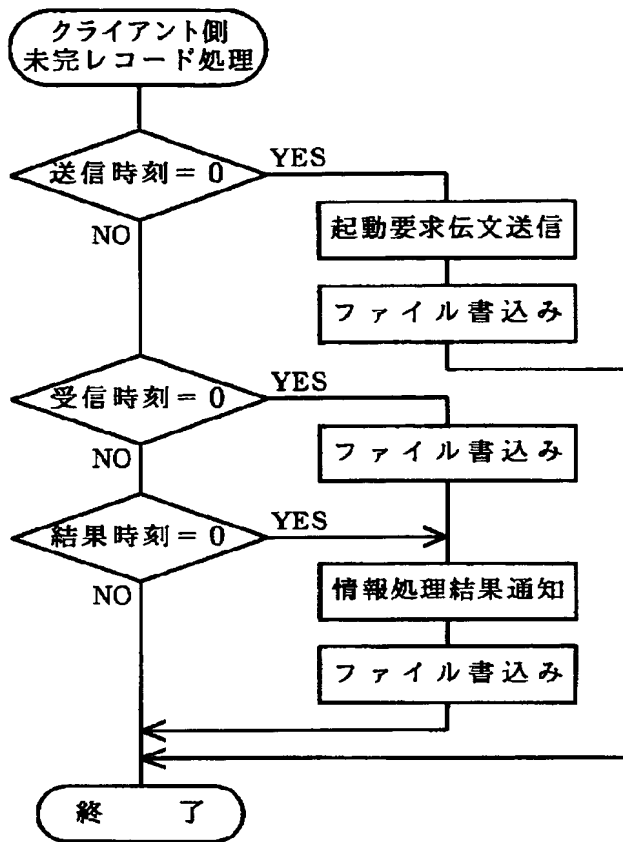 クライアント側
未完レコード処理
送信時刻＝0
YES
NO
起動要求伝文送信
ファイル書込み
受信時刻＝0
YES
NO
ファイル書込み
結果時刻＝0
YES
NO
情報処理結果通知
ファイル書込み
終　了